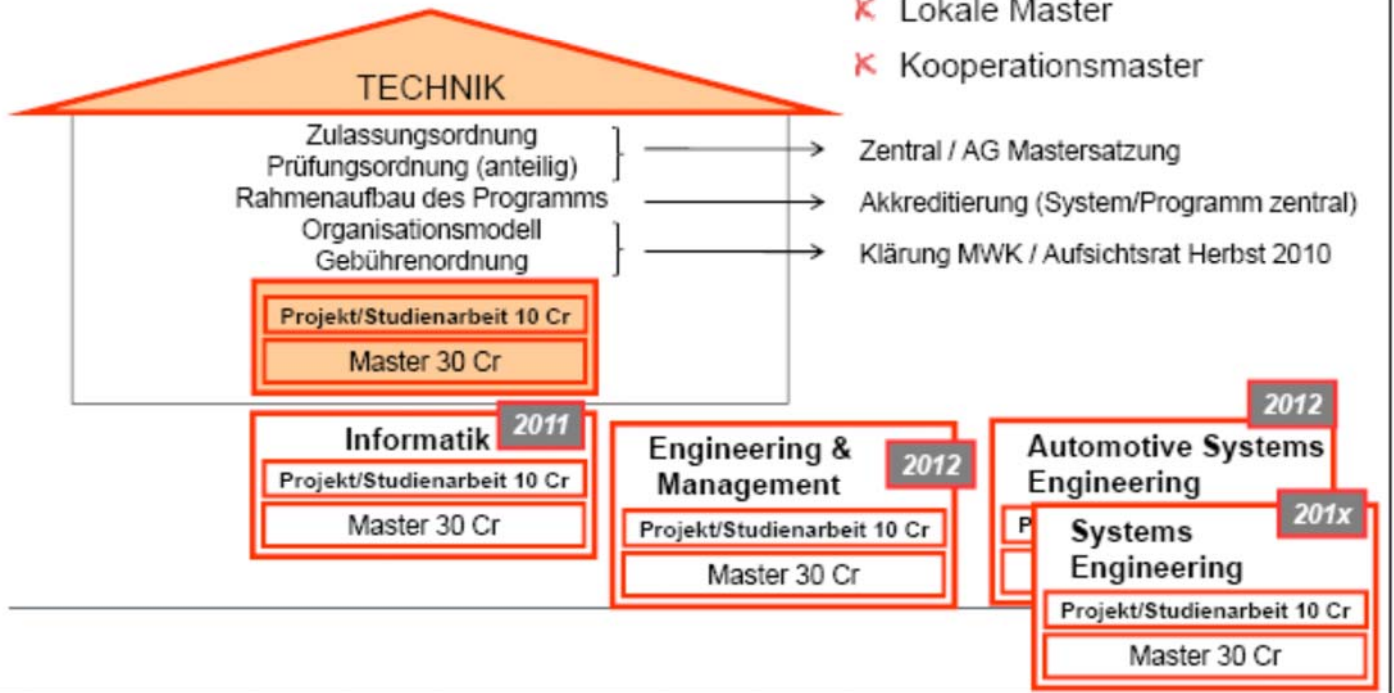 Lokale Master
Kooperationsmaster
TECHNIK
Zulassungsordnung
Prüfungsordnung (anteilig)
Rahmenaufbau des Programms
Organisationsmodell
Gebührenordnung
Zentral / AG Mastersatzung
Akkreditierung (System/Programm zentral)
Klärung MWK / Aufsichtsrat Herbst 2010
Projekt/Studienarbeit 10 Cr
Master 30 Cr
Informatik
2011
Projekt/Studienarbeit 10 Cr
Master 30 Cr
Engineering &
Management
2012
Projekt/Studienarbeit 10 Cr
Master 30 Cr
2012
Automotive Systems
Engineering
P
201x
Systems
Engineering
Projekt/Studienarbeit 10 Cr
Master 30 Cr